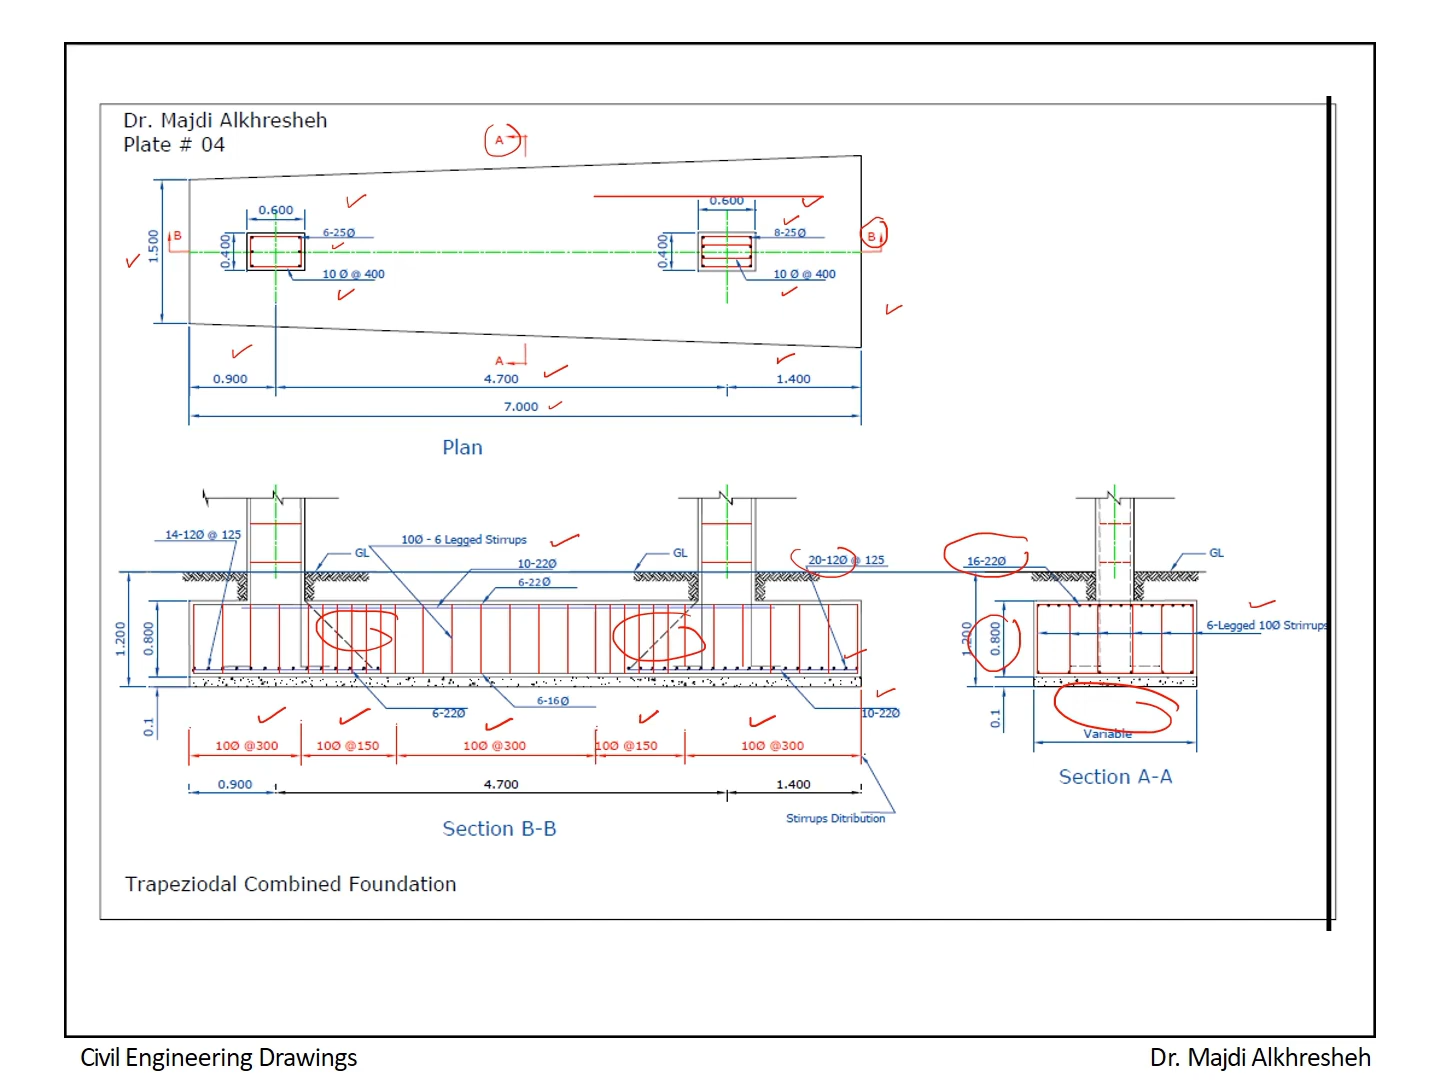 Dr. Majdi Alkhresheh
Plate # 04
A
0.600
0.600
B
1.500
0.400
6-25Ø
10 Ø @ 400
0.400
8-25Ø
10 Ø @ 400
B
A
0.900
4.700
1.400
7.000
Plan
14-12Ø @ 125
10Ø - 6 Legged Stirrups
GL
10-22Ø
6-22Ø
GL
20-12Ø @ 125
16-22Ø
GL
1.200
0.800
1.200
0.800
6-Legged 10Ø Strirrups
0.1
6-22Ø
6-16Ø
10-22Ø
0.1
Variable
10Ø @300
10Ø @150
10Ø @300
10Ø @150
10Ø @300
0.900
4.700
1.400
Section A-A
Stirrups Ditribution
Section B-B
Trapeziodal Combined Foundation
Civil Engineering Drawings
Dr. Majdi Alkhresheh